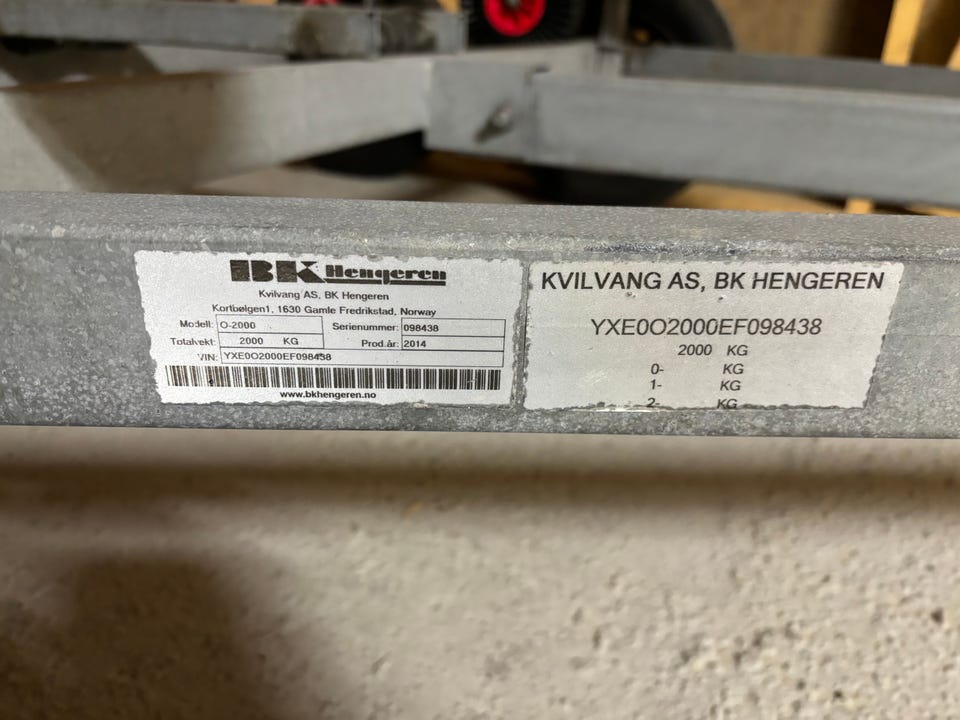 BK Hengeren
Kvilvang AS, BK Hengeren
Kortbølgen1, 1630 Gamle Fredrikstad, Norway
Modell: O-2000 Serienummer: 098438
Totalvekt: 2000 KG Prod.år: 2014
VIN: YXE0O2000EF098438
www.bkhengeren.no
KVILVANG AS, BK HENGEREN
YXE0O2000EF098438
2000 KG
0- KG
1- KG
2- KG